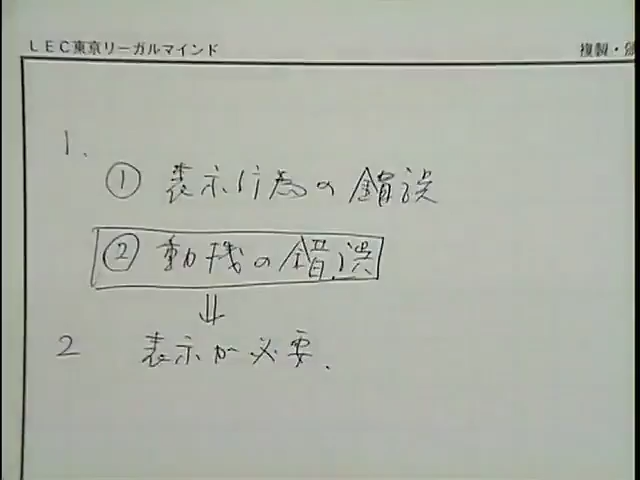 LEC東京リーガルマインド
複製・
1.
① 表示行為の錯誤
② 動機の錯誤
⇓
2 表示が必要.